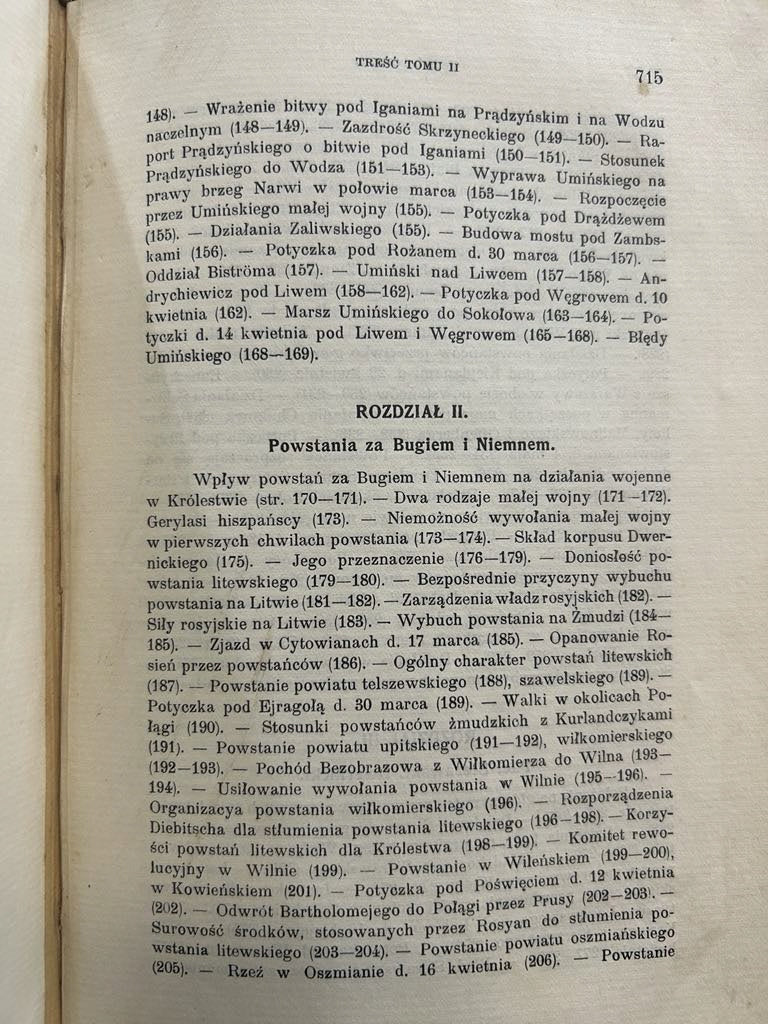 TREŚĆ TOMU II
715
148). — Wrażenie bitwy pod Iganiami na Prądzyńskim i na Wodzu
naczelnym (148—149). — Zazdrość Skrzyneckiego (149—150). — Ra-
port Prądzyńskiego o bitwie pod Iganiami (150—151). — Stosunek
Prądzyńskiego do Wodza (151—153). — Wyprawa Umińskiego na
prawy brzeg Narwi w połowie marca (153—154). — Rozpoczęcie
przez Umińskiego małej wojny (155). — Potyczka pod Drążdżewem
(155). — Działania Zaliwskiego (155). — Budowa mostu pod Zambs-
kami (156). — Potyczka pod Rożanem d. 30 marca (156—157). —
Oddział Biströma (157). — Umiński nad Liwcem (157—158). — An-
drychiewicz pod Liwem (158—162). — Potyczka pod Węgrowem d. 10
kwietnia (162). — Marsz Umińskiego do Sokołowa (163—164). — Po-
tyczki d. 14 kwietnia pod Liwem i Węgrowem (165—168). — Błędy
Umińskiego (168—169).
ROZDZIAŁ II.
Powstania za Bugiem i Niemnem.
Wpływ powstań za Bugiem i Niemnem na działania wojenne
w Królestwie (str. 170—171). — Dwa rodzaje małej wojny (171—172).
Gerylasi hiszpańscy (173). — Niemożność wywołania małej wojny
w pierwszych chwilach powstania (173—174). — Skład korpusu Dwer-
nickiego (175). — Jego przeznaczenie (176—179). — Doniosłość po-
wstania litewskiego (179—180). — Bezpośrednie przyczyny wybuchu
powstania na Litwie (181—182). — Zarządzenia władz rosyjskich (182). —
Siły rosyjskie na Litwie (183). — Wybuch powstania na Żmudzi (184—
185). — Zjazd w Cytowianach d. 17 marca (185). — Opanowanie Ro-
sień przez powstańców (186). — Ogólny charakter powstań litewskich
(187). — Powstanie powiatu telszewskiego (188), szawelskiego (189). —
Potyczka pod Ejragołą d. 30 marca (189). — Walki w okolicach Po-
łągi (190). — Stosunki powstańców żmudzkich z Kurlandczykami
(191). — Powstanie powiatu upitskiego (191—192), wiłkomierskiego
(192—193). — Pochód Bezobrazowa z Wiłkomierza do Wilna (193—
194). — Usiłowanie wywołania powstania w Wilnie (195—196). —
Organizacya powstania wiłkomierskiego (196). — Rozporządzenia
Diebitscha dla stłumienia powstania litewskiego (196—198). — Korzy-
ści powstań litewskich dla Królestwa (198—199). — Komitet rewo-
lucyjny w Wilnie (199). — Powstanie w Wileńskiem (199—200),
w Kowieńskiem (201). — Potyczka pod Poświęciem d. 12 kwietnia
(202). — Odwrót Bartholomejego do Połągi przez Prusy (202—203). —
Surowość środków, stosowanych przez Rosyan do stłumienia po-
wstania litewskiego (203—204). — Powstanie powiatu oszmiańskiego
(205). — Rzeź w Oszmianie d. 16 kwietnia (206). — Powstanie